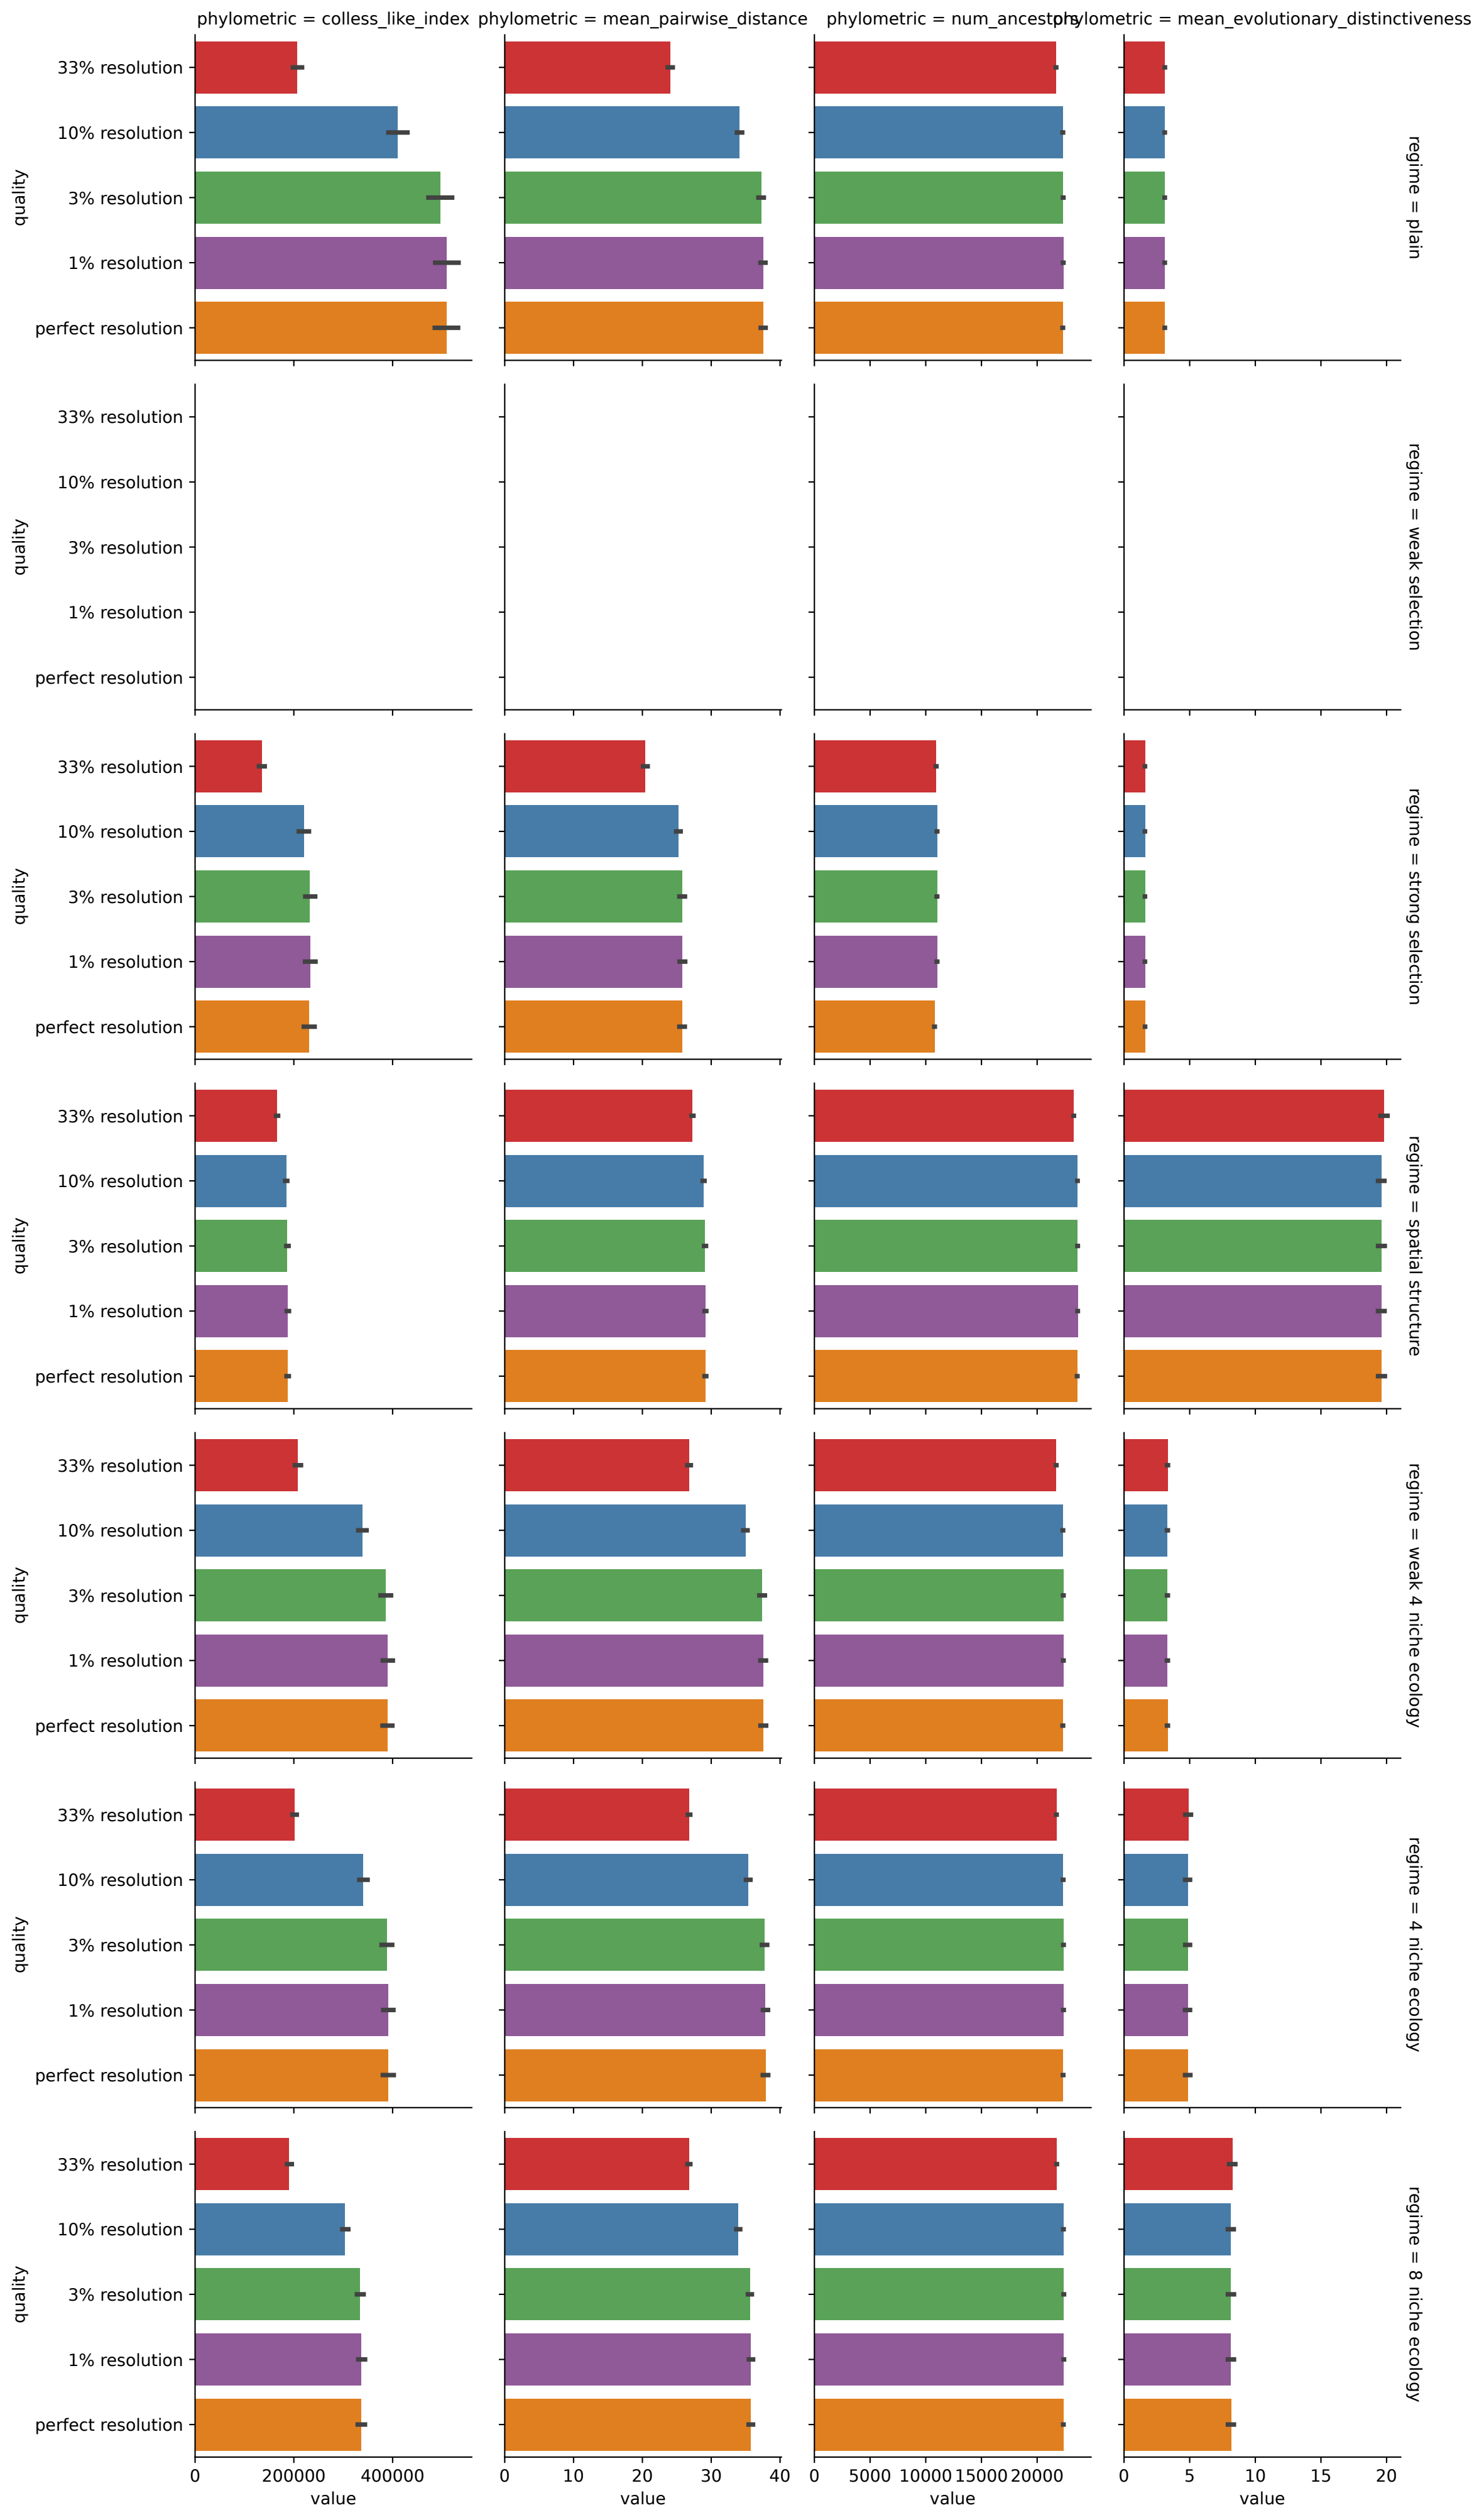 phylometric = colless_like_index
phylometric = mean_pairwise_distance
phylometric = num_ancestors
phylometric = mean_evolutionary_distinctiveness
33% resolution
10% resolution
3% resolution
1% resolution
perfect resolution
quality
regime = plain
33% resolution
10% resolution
3% resolution
1% resolution
perfect resolution
quality
regime = weak selection
33% resolution
10% resolution
3% resolution
1% resolution
perfect resolution
quality
regime = strong selection
33% resolution
10% resolution
3% resolution
1% resolution
perfect resolution
quality
regime = spatial structure
33% resolution
10% resolution
3% resolution
1% resolution
perfect resolution
quality
regime = weak 4 niche ecology
33% resolution
10% resolution
3% resolution
1% resolution
perfect resolution
quality
regime = 4 niche ecology
33% resolution
10% resolution
3% resolution
1% resolution
perfect resolution
quality
regime = 8 niche ecology
0 200000 400000
value
0 10 20 30 40
value
0 5000 10000 15000 20000
value
0 5 10 15 20
value